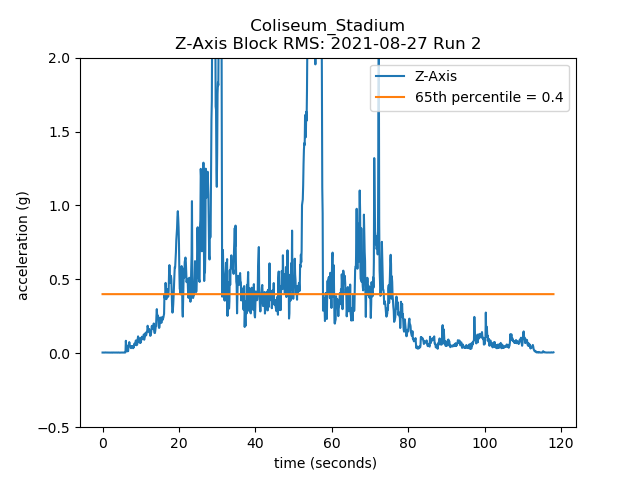 Coliseum_Stadium
Z-Axis Block RMS: 2021-08-27 Run 2
Z-Axis
65th percentile = 0.4
2.0
1.5
1.0
0.5
0.0
−0.5
acceleration (g)
0 20 40 60 80 100 120
time (seconds)